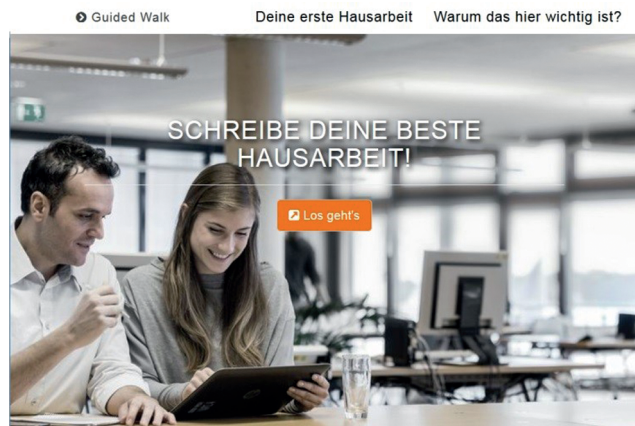 Guided Walk
Deine erste Hausarbeit
Warum das hier wichtig ist?
SCHREIBE DEINE BESTE
HAUSARBEIT!
Los geht's